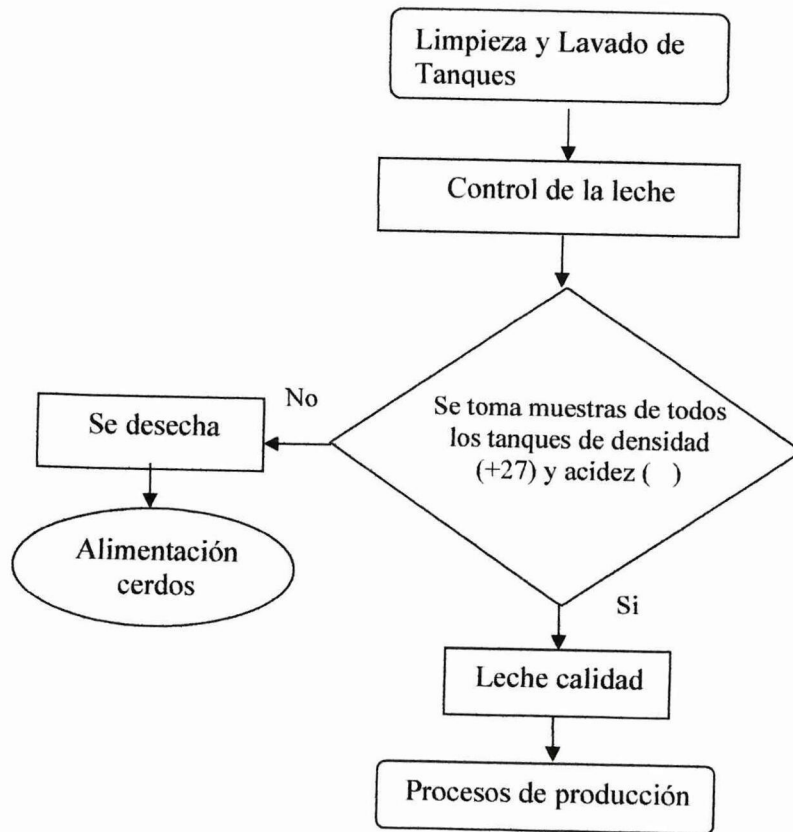 Limpieza y Lavado de
Tanques
Control de la leche
Se toma muestras de todos
los tanques de densidad
(+27) y acidez (   )
No
Se desecha
Alimentación
cerdos
Si
Leche calidad
Procesos de producción